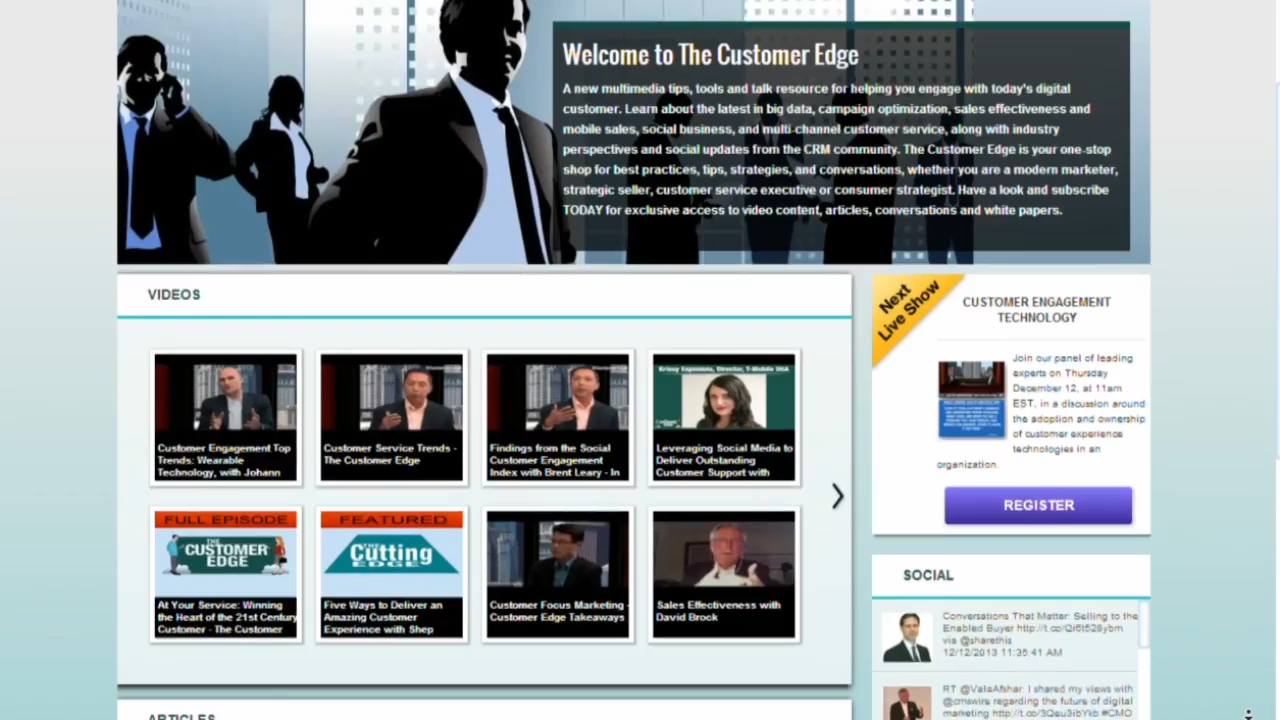 Welcome to The Customer Edge
A new multimedia tips, tools and talk resource for helping you engage with today's digital
customer. Learn about the latest in big data, campaign optimization, sales effectiveness and
mobile sales, social business, and multi-channel customer service, along with industry
perspectives and social updates from the CRM community. The Customer Edge is your one-stop
shop for best practices, tips, strategies, and conversations, whether you are a modern marketer,
strategic seller, customer service executive or consumer strategist. Have a look and subscribe
TODAY for exclusive access to video content, articles, conversations and white papers.
VIDEOS
Customer Engagement Top
Trends: Wearable
Technology, with Johann
Customer Service Trends -
The Customer Edge
Findings from the Social
Customer Engagement
Index with Brent Leary - In
Krissy Espindola, Director, T-Mobile USA
Leveraging Social Media to
Deliver Outstanding
Customer Support with
FULL EPISODE
THE
CUSTOMER
EDGE
At Your Service: Winning
the Heart of the 21st Century
Customer - The Customer
FEATURED
THE
Cutting
EDGE
Five Ways to Deliver an
Amazing Customer
Experience with Shep
Customer Focus Marketing -
Customer Edge Takeaways
Sales Effectiveness with
David Brock
ARTICLES
Next
Live Show
CUSTOMER ENGAGEMENT
TECHNOLOGY
Join our panel of leading
experts on Thursday
December 12, at 11am
EST, in a discussion around
the adoption and ownership
of customer experience
technologies in an
organization.
REGISTER
SOCIAL
Conversations That Matter: Selling to the
Enabled Buyer
via @sharethis
12/12/2013 11:35:41 AM
RT @ValaAfshar: I shared my views with
@cmswire regarding the future of digital
marketing #CMO